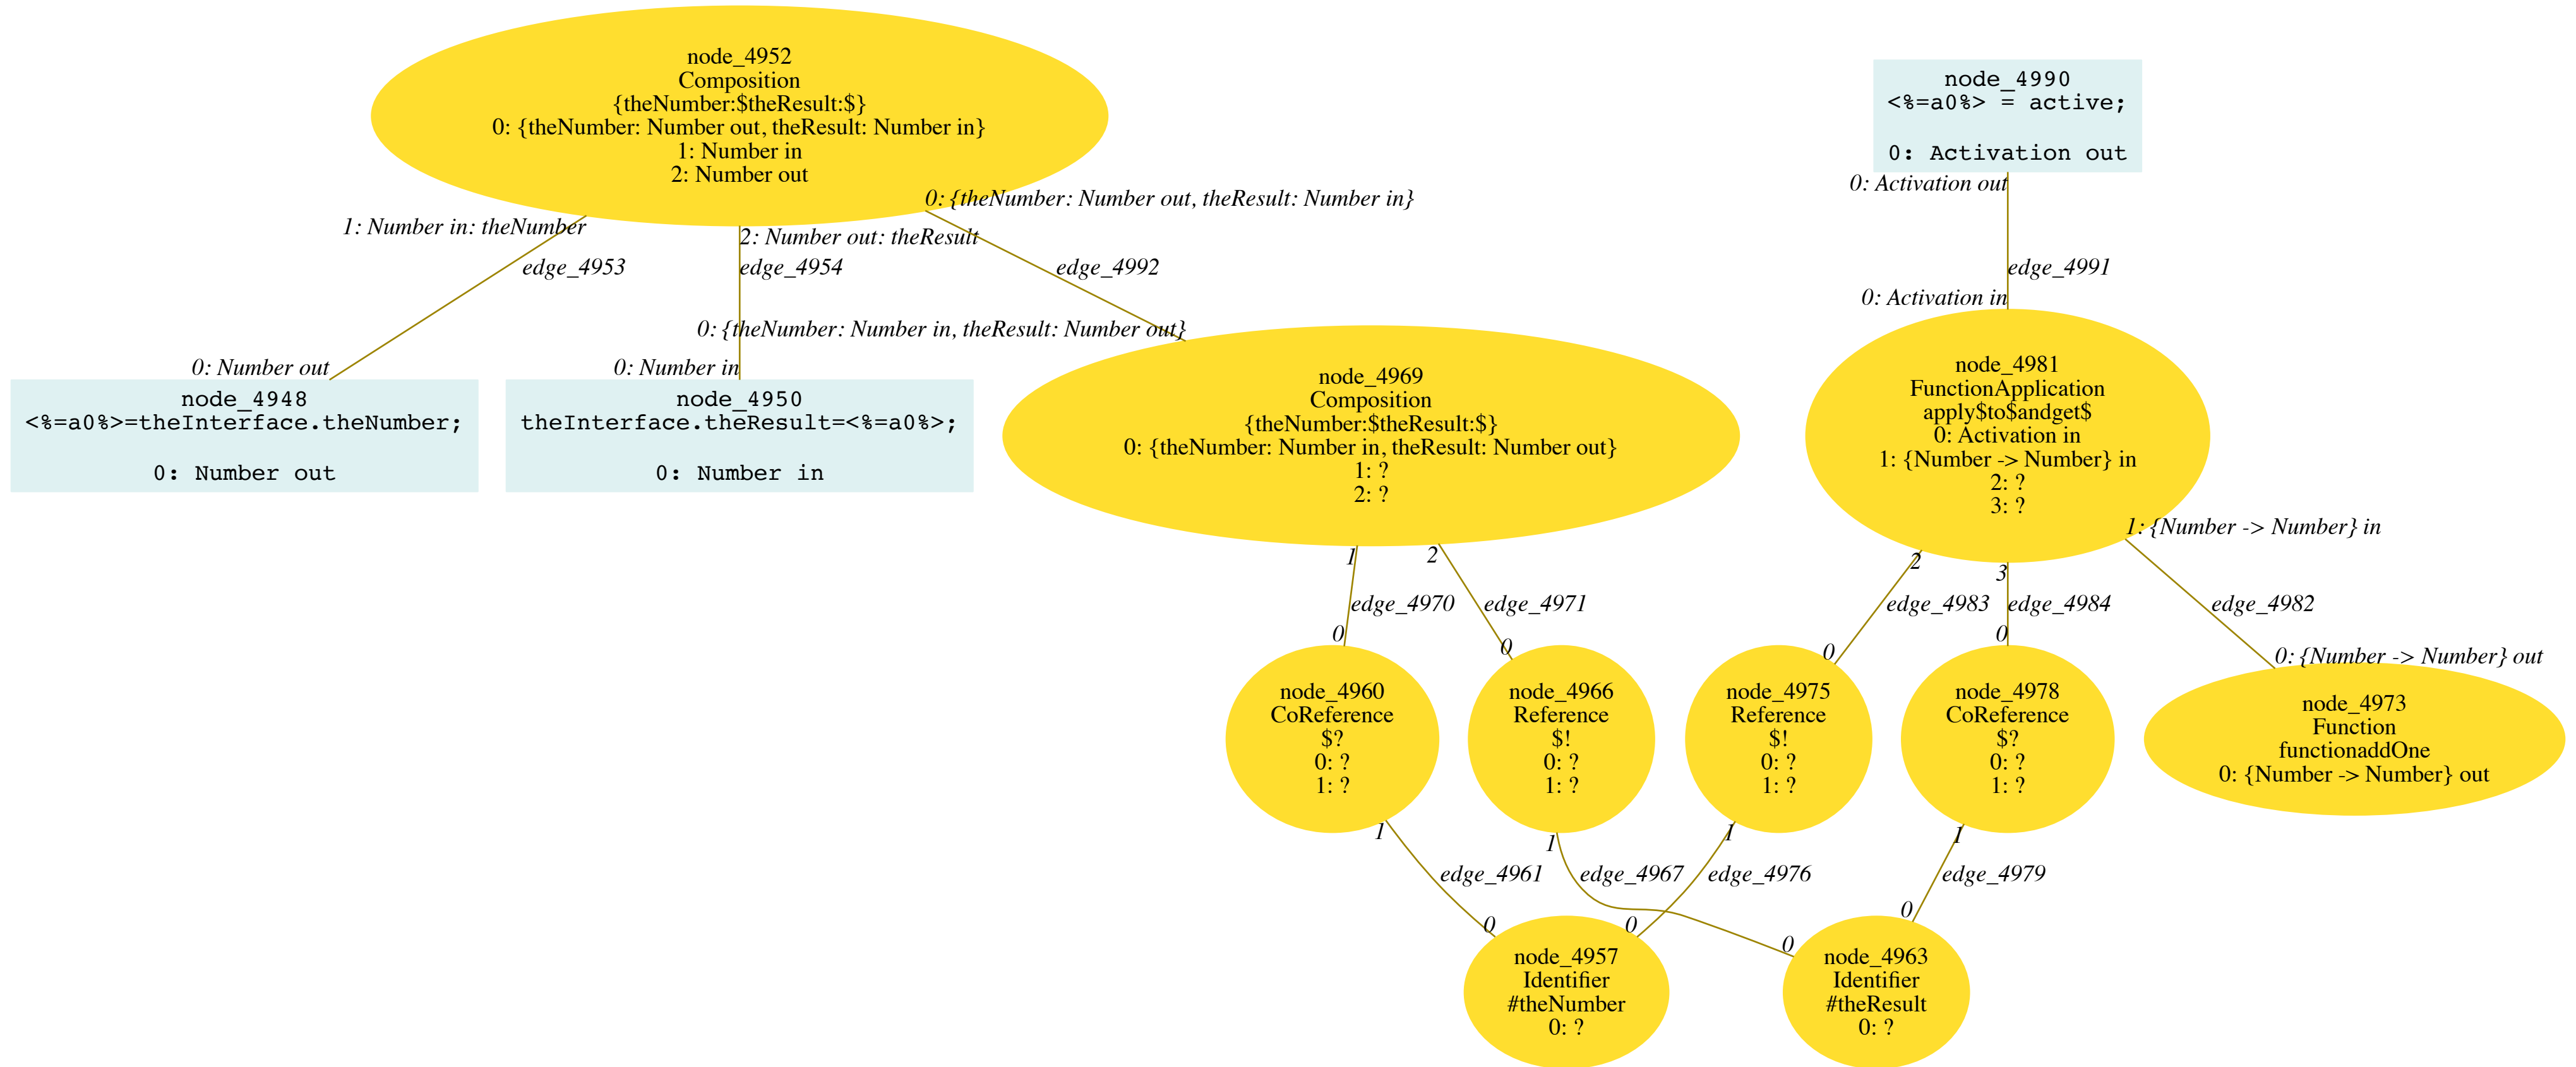 node_4952
Composition
{theNumber:$theResult:$}
0: {theNumber: Number out, theResult: Number in}
1: Number in
2: Number out
node_4990
<%=a0%> = active;
0: Activation out
0: {theNumber: Number out, theResult: Number in}
0: Activation out
1: Number in: theNumber
2: Number out: theResult
edge_4953
edge_4954
edge_4992
edge_4991
0: Activation in
0: {theNumber: Number in, theResult: Number out}
0: Number out
0: Number in
node_4948
<%=a0%>=theInterface.theNumber;
0: Number out
node_4950
theInterface.theResult=<%=a0%>;
0: Number in
node_4969
Composition
{theNumber:$theResult:$}
0: {theNumber: Number in, theResult: Number out}
1: ?
2: ?
node_4981
FunctionApplication
apply$to$andget$
0: Activation in
1: {Number -> Number} in
2: ?
3: ?
1: {Number -> Number} in
1
2
2
3
edge_4970
edge_4971
edge_4983
edge_4984
edge_4982
0
0
0
0
0: {Number -> Number} out
node_4960
CoReference
$?
0: ?
1: ?
node_4966
Reference
$!
0: ?
1: ?
node_4975
Reference
$!
0: ?
1: ?
node_4978
CoReference
$?
0: ?
1: ?
node_4973
Function
functionaddOne
0: {Number -> Number} out
1
1
1
1
edge_4961
edge_4967
edge_4976
edge_4979
0
0
0
0
node_4957
Identifier
#theNumber
0: ?
node_4963
Identifier
#theResult
0: ?